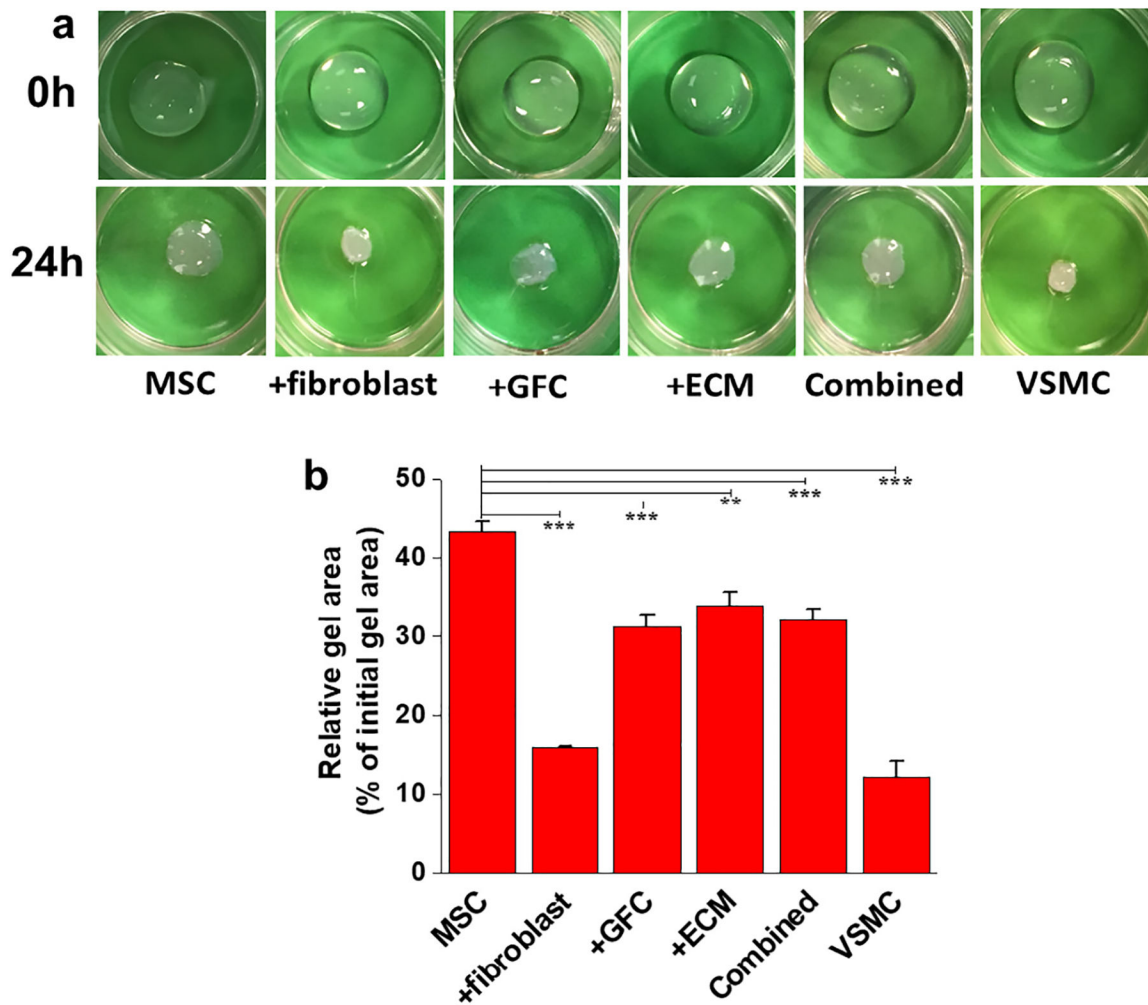 a
0h
24h
MSC +fibroblast +GFC +ECM Combined VSMC
b
Relative gel area
(% of initial gel area)
50
40
30
20
10
0
***
***
**
***
***
MSC
+fibroblast
+GFC
+ECM
Combined
VSMC